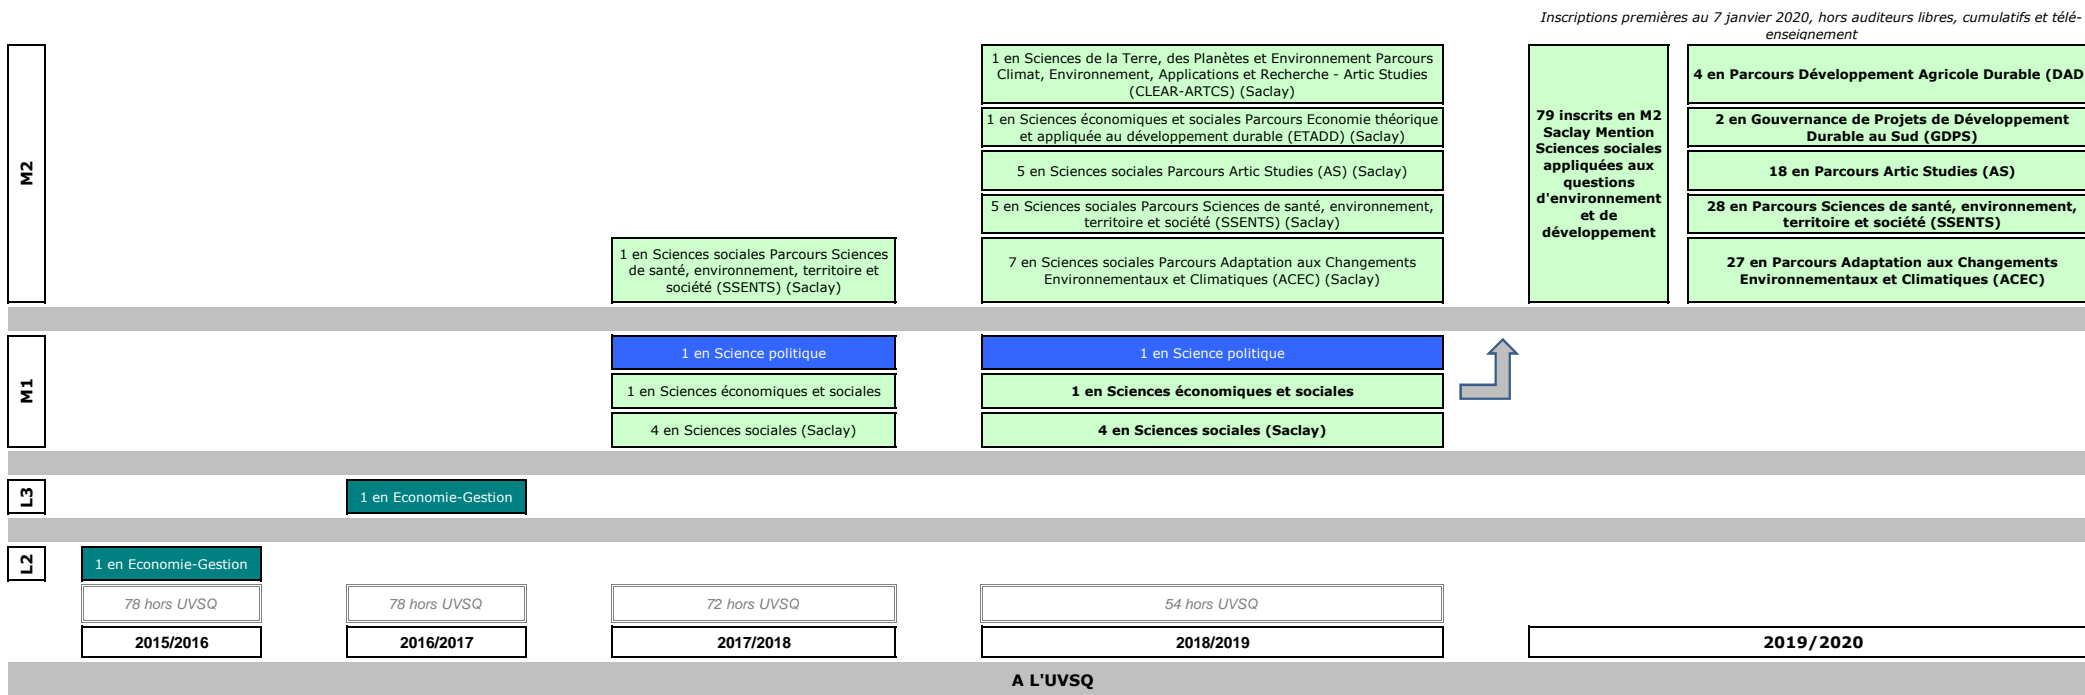 Inscriptions premières au 7 janvier 2020, hors auditeurs libres, cumulatifs et télé-
enseignement
M2
1 en Sciences sociales Parcours Sciences
de santé, environnement, territoire et
société (SSENTS) (Saclay)
1 en Sciences de la Terre, des Planètes et Environnement Parcours
Climat, Environnement, Applications et Recherche - Artic Studies
(CLEAR-ARTCS) (Saclay)
1 en Sciences économiques et sociales Parcours Economie théorique
et appliquée au développement durable (ETADD) (Saclay)
5 en Sciences sociales Parcours Artic Studies (AS) (Saclay)
5 en Sciences sociales Parcours Sciences de santé, environnement,
territoire et société (SSENTS) (Saclay)
7 en Sciences sociales Parcours Adaptation aux Changements
Environnementaux et Climatiques (ACEC) (Saclay)
79 inscrits en M2
Saclay Mention
Sciences sociales
appliquées aux
questions
d'environnement
et de
développement
4 en Parcours Développement Agricole Durable (DAD
2 en Gouvernance de Projets de Développement
Durable au Sud (GDPS)
18 en Parcours Artic Studies (AS)
28 en Parcours Sciences de santé, environnement,
territoire et société (SSENTS)
27 en Parcours Adaptation aux Changements
Environnementaux et Climatiques (ACEC)
M1
1 en Science politique
1 en Sciences économiques et sociales
4 en Sciences sociales (Saclay)
1 en Science politique
1 en Sciences économiques et sociales
4 en Sciences sociales (Saclay)
L3
1 en Economie-Gestion
L2
1 en Economie-Gestion
78 hors UVSQ
78 hors UVSQ
72 hors UVSQ
54 hors UVSQ
2015/2016
2016/2017
2017/2018
2018/2019
2019/2020
A L'UVSQ